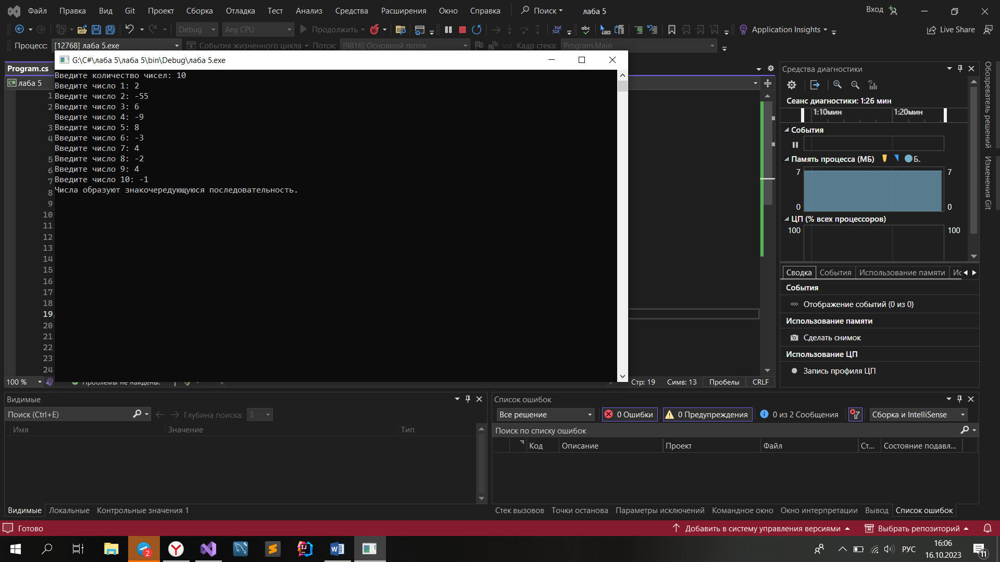 Файл Правка Вид Git Проект Сборка Отладка Тест Анализ Средства Расширения Окно Справка Поиск лаба 5 Вход
Debug Any CPU Продолжить Application Insights Live Share
Процесс: [12768] лаба 5.exe События жизненного цикла Поток: [9816] Основной поток Кадр стека: Program.Main
G:\C#\лаба 5\лаба 5\bin\Debug\лаба 5.exe
Program.cs
C# лаба 5
Введите количество чисел: 10
Введите число 1: 2
Введите число 2: -55
Введите число 3: 6
Введите число 4: -9
Введите число 5: 8
Введите число 6: -3
Введите число 7: 4
Введите число 8: -2
Введите число 9: 4
Введите число 10: -1
Числа образуют знакочередующуюся последовательность.
1
2
3
4
5
6
7
8
9
10
11
12
13
14
15
16
17
18
19
20
21
22
23
24
100 % Проблемы не найдены. Стр: 19 Симв: 13 Пробелы CRLF
Средства диагностики
Сеанс диагностики: 1:26 мин
1:10мин 1:20мин
События
Память процесса (МБ) Б..
7 7
0 0
ЦП (% всех процессоров)
100 100
Сводка События Использование памяти Ис
События
Отображение событий (0 из 0)
Использование памяти
Сделать снимок
Использование ЦП
Запись профиля ЦП
Обозреватель решений
Изменения Git
Видимые
Поиск (Ctrl+E) Глубина поиска: 3
Имя Значение Тип
Видимые Локальные Контрольные значения 1
Список ошибок
Все решение 0 Ошибки 0 Предупреждения 0 из 2 Сообщения Сборка и IntelliSense
Поиск по списку ошибок
Код Описание Проект Файл Ст... Состояние подавл...
Стек вызовов Точки останова Параметры исключений Командное окно Окно интерпретации Вывод Список ошибок
Готово Добавить в систему управления версиями Выбрать репозиторий
2 РУС 16:06
16.10.2023
11